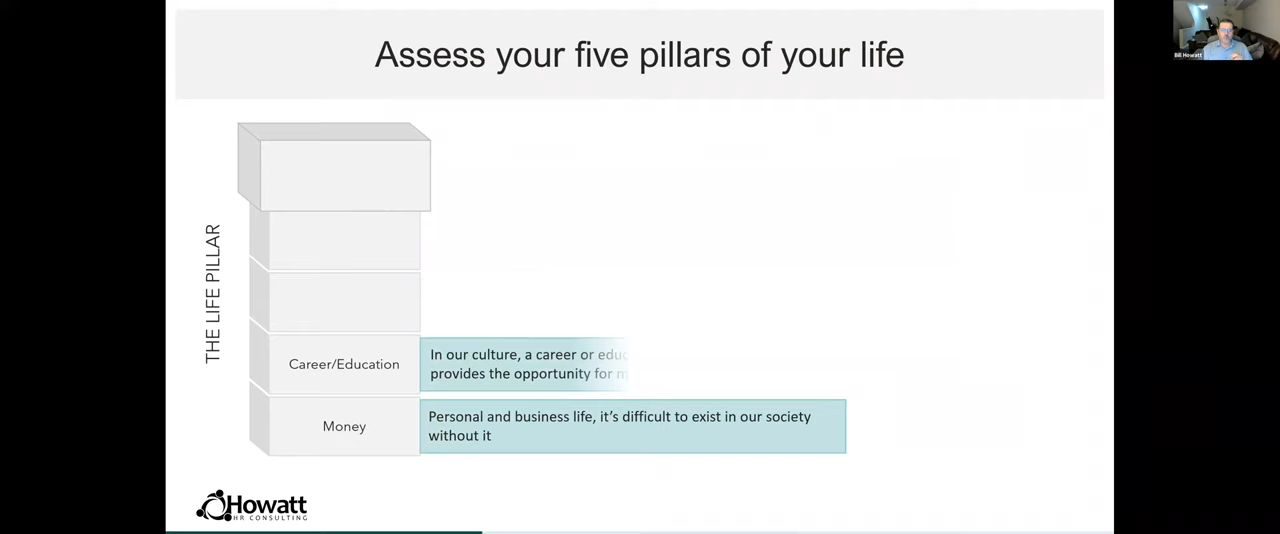 Assess your five pillars of your life
Bill Howatt
THE LIFE PILLAR
Career/Education
In our culture, a career or
provides the opportunity for
Money
Personal and business life, it's difficult to exist in our society
without it
Howatt
HR CONSULTING